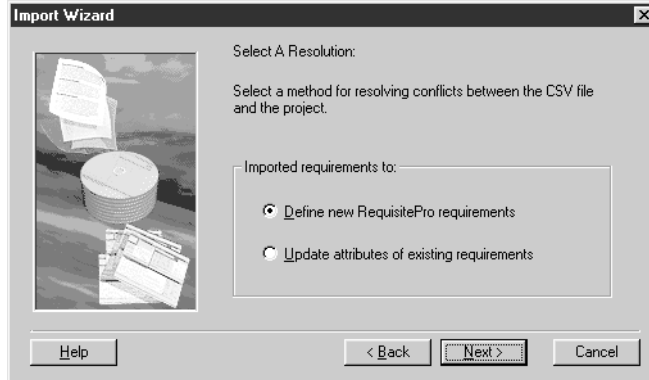 Import Wizard
Select A Resolution:
Select a method for resolving conflicts between the CSV file
and the project.
Imported requirements to:
Define new RequisitePro requirements
Update attributes of existing requirements
Help
< Back
Next >
Cancel